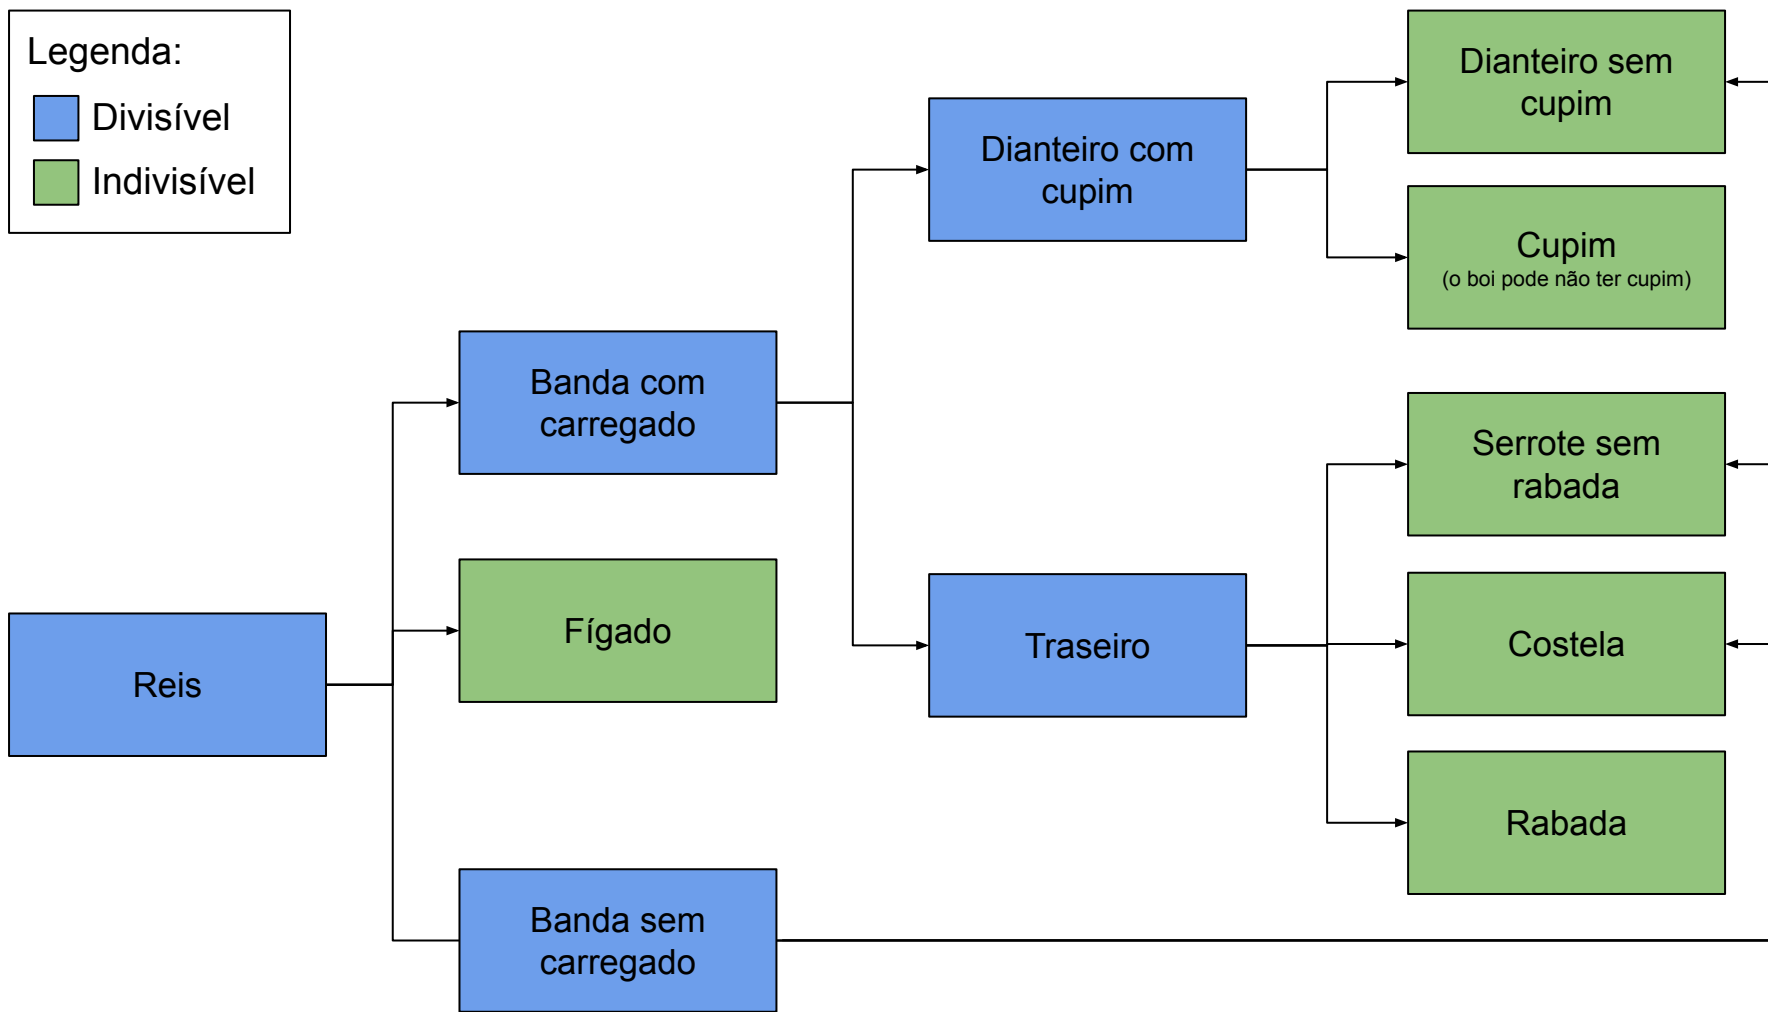 Legenda:
Divisível
Indivisível
Dianteiro sem
cupim
Dianteiro com
cupim
Cupim
(o boi pode não ter cupim)
Banda com
carregado
Serrote sem
rabada
Fígado
Traseiro
Costela
Reis
Rabada
Banda sem
carregado